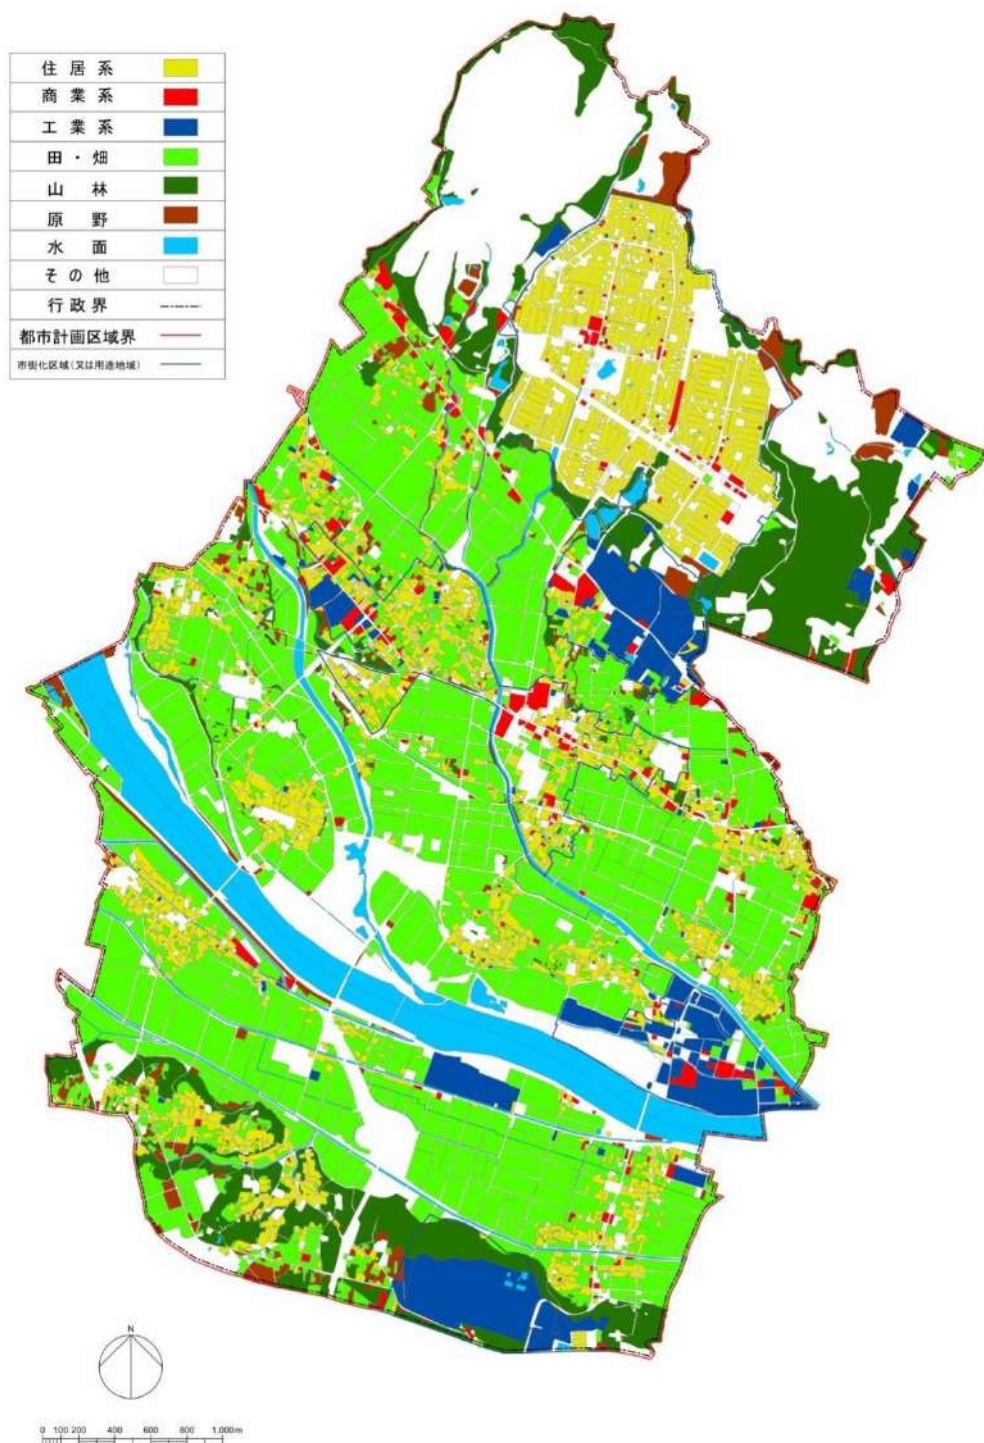 住居系
商業系
工業系
田・畑
山林
原野
水面
その他
行政界
都市計画区域界
市街化区域(又は用途地域)
N
0 100 200 400 600 800 1,000m